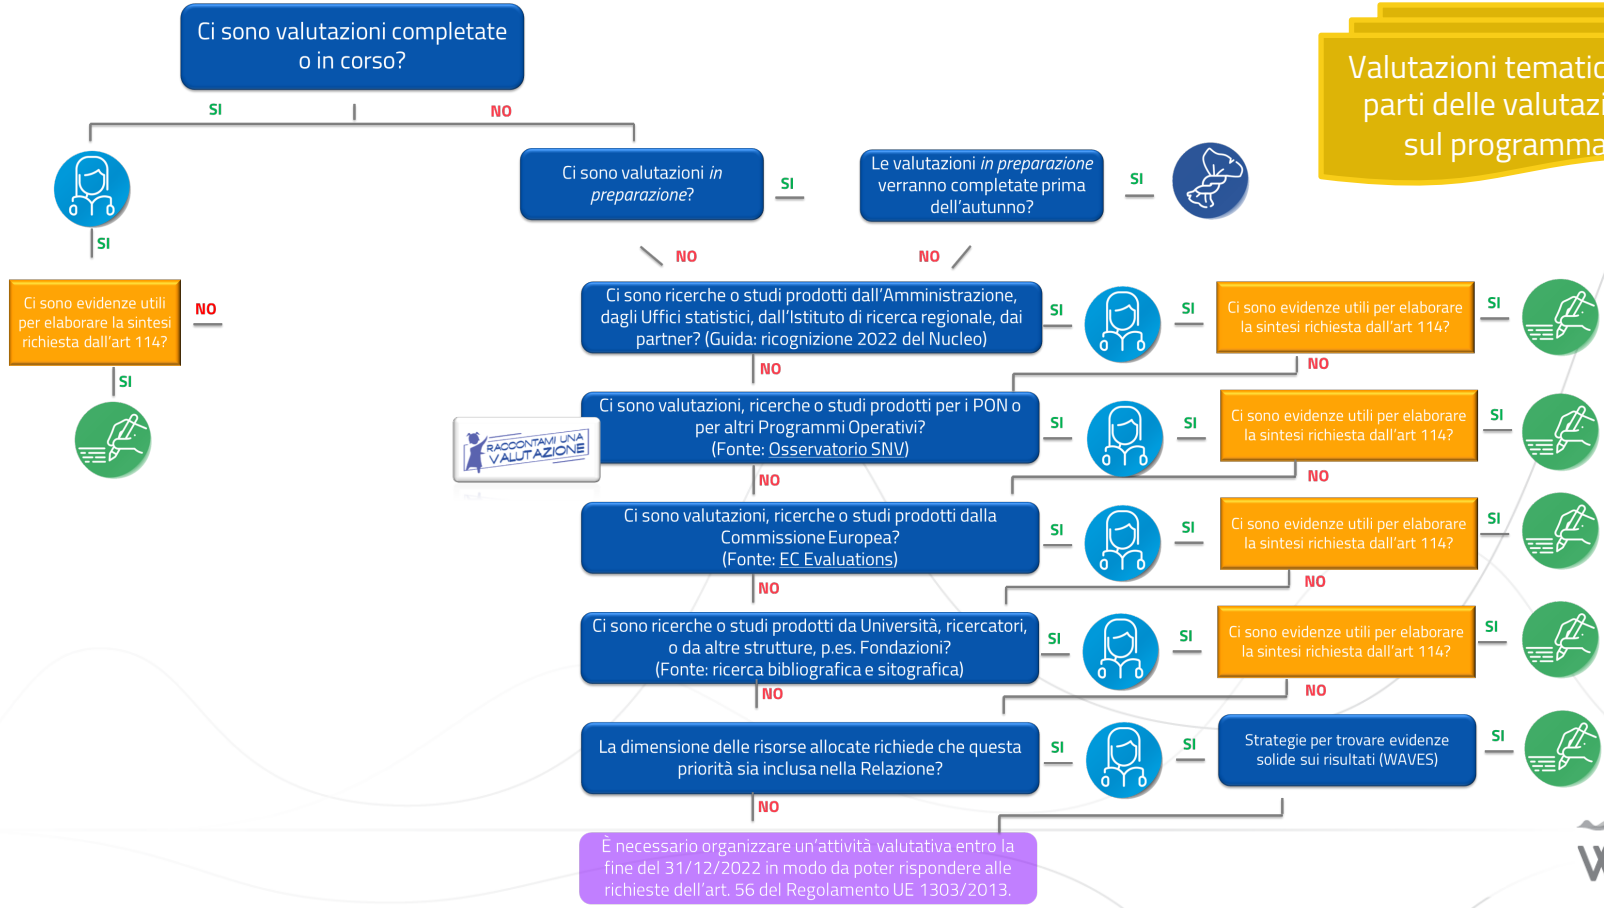 Ci sono valutazioni completate
o in corso?
Valutazioni
parti delle
sul programma
SI
NO
Ci sono valutazioni in
preparazione?
SI
Le valutazioni in preparazione
verranno completate prima
dell'autunno?
SI
SI
NO
NO
Ci sono evidenze utili
per elaborare la sintesi
richiesta dall'art 114?
NO
SI
Ci sono ricerche o studi prodotti dall'Amministrazione,
dagli Uffici statistici, dall'Istituto di ricerca regionale, dai
partner? (Guida: ricognizione 2022 del Nucleo)
SI
SI
Ci sono evidenze utili per elaborare
la sintesi richiesta dall'art 114?
SI
NO
NO
RACCONTAMI UNA
VALUTAZIONE
Ci sono valutazioni, ricerche o studi prodotti per i PON o
per altri Programmi Operativi?
(Fonte: Osservatorio SNV)
SI
SI
Ci sono evidenze utili per elaborare
la sintesi richiesta dall'art 114?
SI
NO
NO
Ci sono valutazioni, ricerche o studi prodotti dalla
Commissione Europea?
(Fonte: EC Evaluations)
SI
SI
Ci sono evidenze utili per elaborare
la sintesi richiesta dall'art 114?
SI
NO
NO
Ci sono ricerche o studi prodotti da Università, ricercatori,
o da altre strutture, p.es. Fondazioni?
(Fonte: ricerca bibliografica e sitografica)
SI
SI
Ci sono evidenze utili per elaborare
la sintesi richiesta dall'art 114?
SI
NO
NO
La dimensione delle risorse allocate richiede che questa
priorità sia inclusa nella Relazione?
SI
SI
Strategie per trovare evidenze
solide sui risultati (WAVES)
SI
NO
È necessario organizzare un'attività valutativa entro la
fine del 31/12/2022 in modo da poter rispondere alle
richieste dell'art. 56 del Regolamento UE 1303/2013.